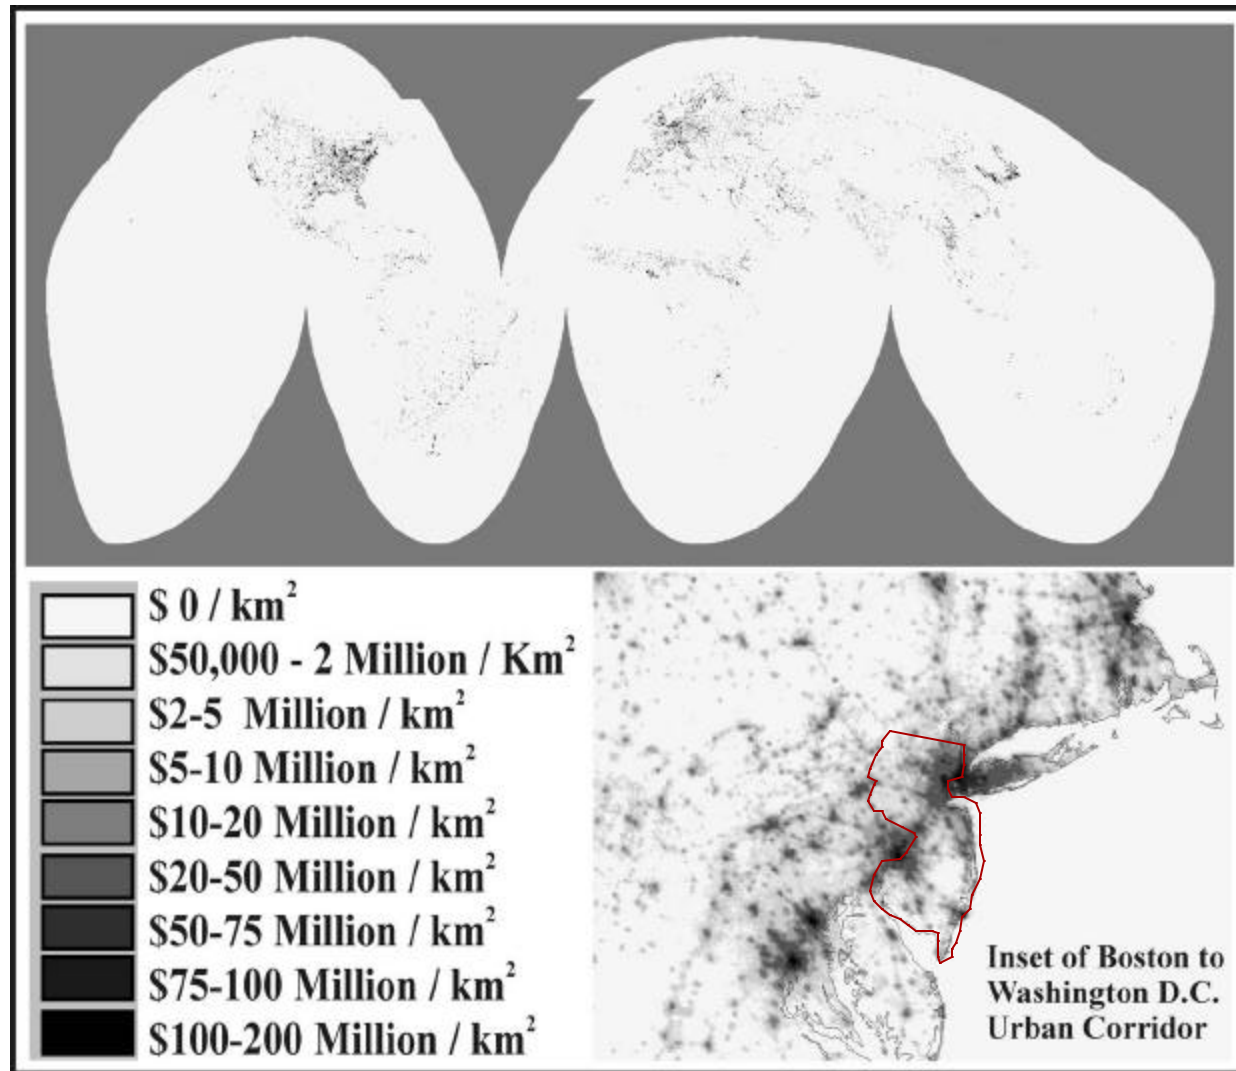 $ 0 / km²
$50,000 - 2 Million / Km²
$2-5 Million / km²
$5-10 Million / km²
$10-20 Million / km²
$20-50 Million / km²
$50-75 Million / km²
$75-100 Million / km²
$100-200 Million / km²
Inset of Boston to
Washington D.C.
Urban Corridor